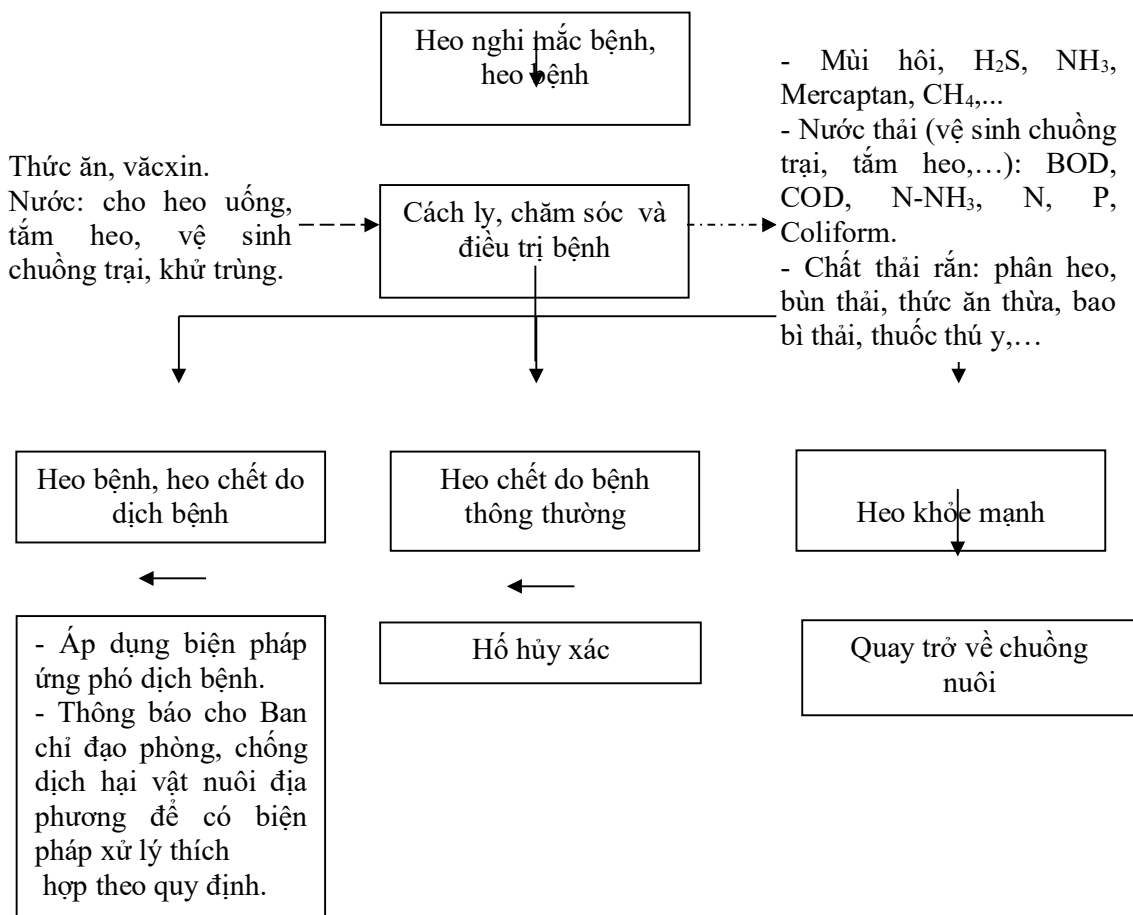 Heo nghi mắc bệnh,
heo bệnh
Thức ăn, văcxin.
Nước: cho heo uống,
tắm heo, vệ sinh
chuồng trại, khử trùng.
Cách ly, chăm sóc và
điều trị bệnh
- Mùi hôi, H₂S, NH₃,
Mercaptan, CH₄,...
- Nước thải (vệ sinh chuồng
trại, tắm heo,…): BOD,
COD, N-NH₃, N, P,
Coliform.
- Chất thải rắn: phân heo,
bùn thải, thức ăn thừa, bao
bì thải, thuốc thú y,…
Heo bệnh, heo chết do
dịch bệnh
Heo chết do bệnh
thông thường
Heo khỏe mạnh
- Áp dụng biện pháp
ứng phó dịch bệnh.
- Thông báo cho Ban
chỉ đạo phòng, chống
dịch hại vật nuôi địa
phương để có biện
pháp xử lý thích
hợp theo quy định.
Hố hủy xác
Quay trở về chuồng
nuôi